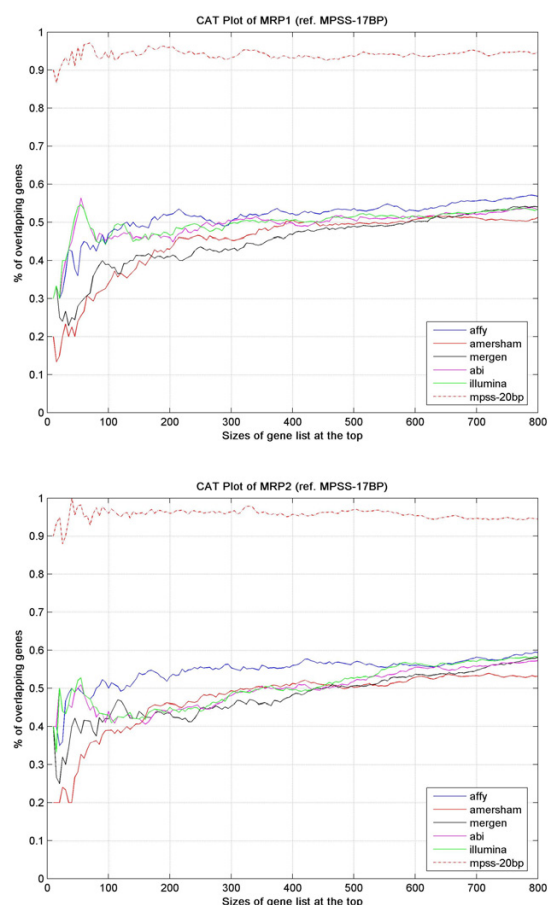 CAT Plot of MRP1 (ref. MPSS-17BP)
1
0.9
0.8
0.7
0.6
0.5
0.4
0.3
0.2
0.1
0
% of overlapping genes
0 100 200 300 400 500 600 700 800
Sizes of gene list at the top
affy
amersham
mergen
abi
illumina
mpss-20bp
CAT Plot of MRP2 (ref. MPSS-17BP)
1
0.9
0.8
0.7
0.6
0.5
0.4
0.3
0.2
0.1
0
% of overlapping genes
0 100 200 300 400 500 600 700 800
Sizes of gene list at the top
affy
amersham
mergen
abi
illumina
mpss-20bp